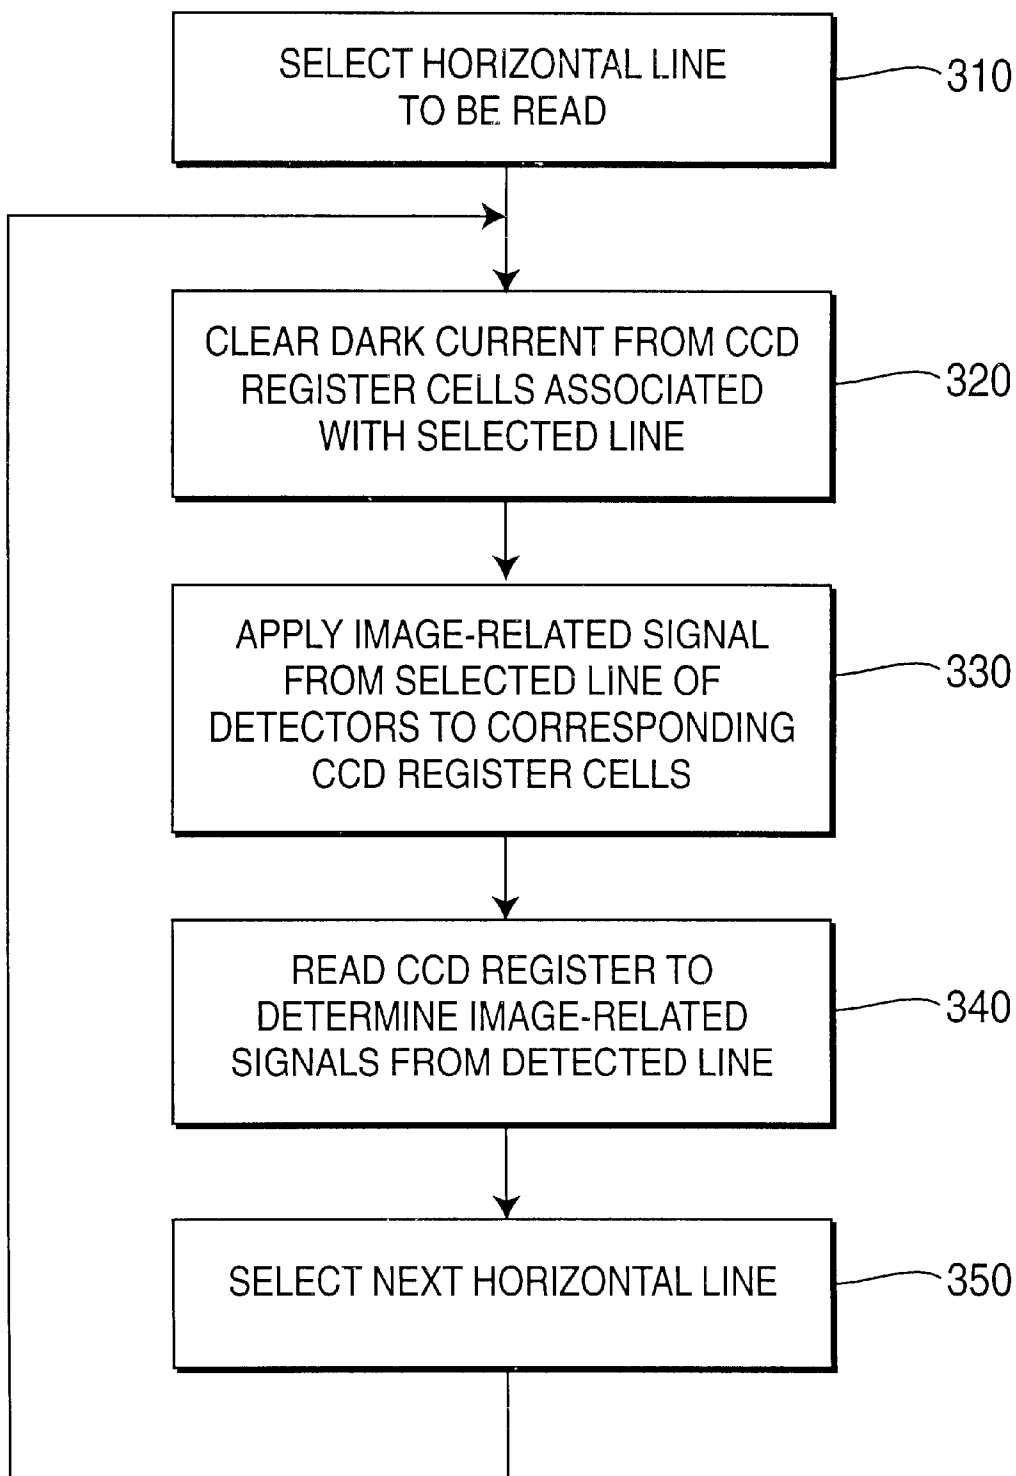 SELECT HORIZONTAL LINE
TO BE READ
310
CLEAR DARK CURRENT FROM CCD
REGISTER CELLS ASSOCIATED
WITH SELECTED LINE
320
APPLY IMAGE-RELATED SIGNAL
FROM SELECTED LINE OF
DETECTORS TO CORRESPONDING
CCD REGISTER CELLS
330
READ CCD REGISTER TO
DETERMINE IMAGE-RELATED
SIGNALS FROM DETECTED LINE
340
SELECT NEXT HORIZONTAL LINE
350